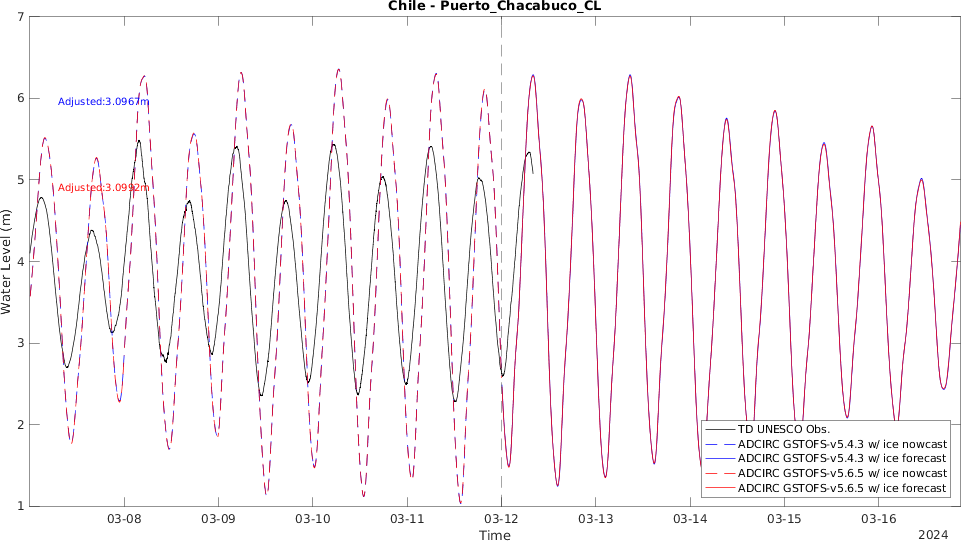 Chile - Puerto_Chacabuco_CL
7
6
5
4
3
2
1
Water Level (m)
Adjusted:3.0967m
Adjusted:3.0992m
TD UNESCO Obs.
ADCIRC GSTOFS-v5.4.3 w/ ice nowcast
ADCIRC GSTOFS-v5.4.3 w/ ice forecast
ADCIRC GSTOFS-v5.6.5 w/ ice nowcast
ADCIRC GSTOFS-v5.6.5 w/ ice forecast
03-08 03-09 03-10 03-11 03-12 03-13 03-14 03-15 03-16
Time
2024